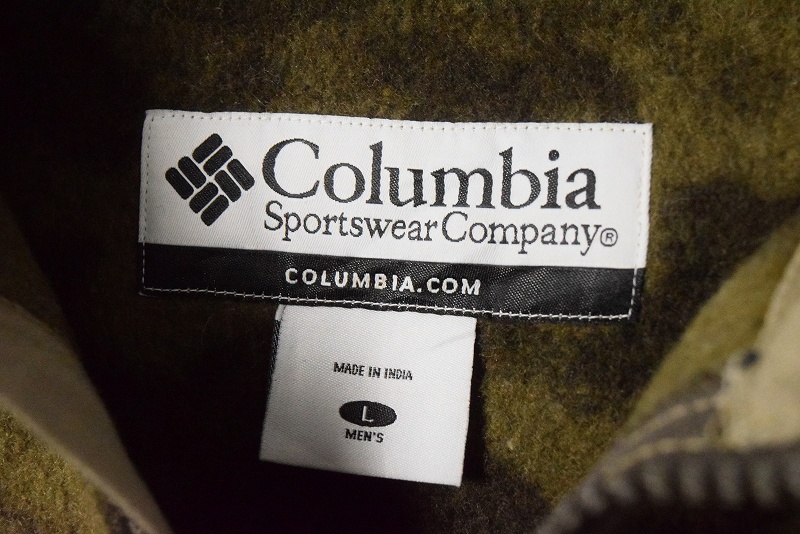 Columbia
Sportswear Company®
COLUMBIA.COM
MADE IN INDIA
L
MEN'S